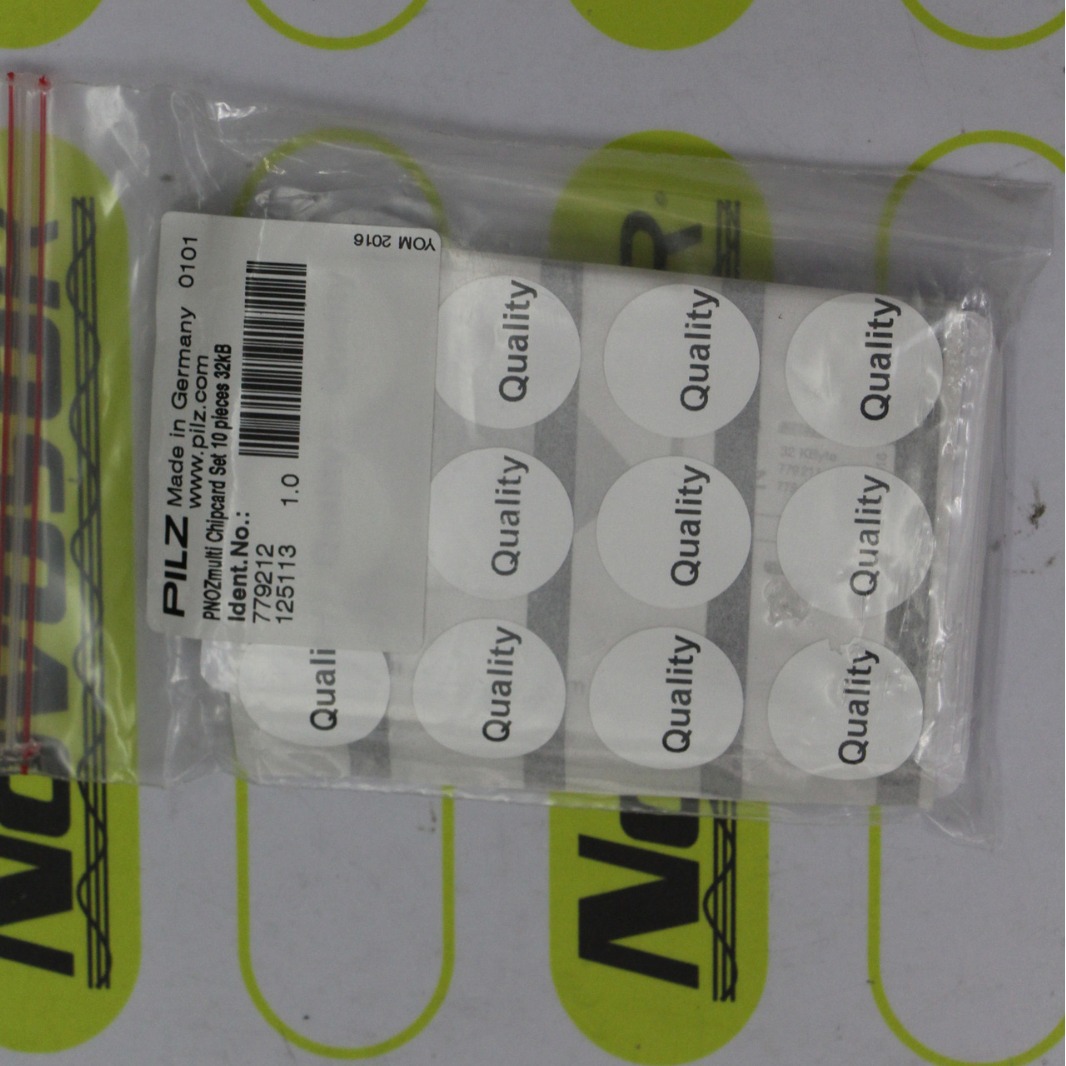 PILZ Made in Germany 0101
www.pilz.com
PNOZmulti Chipcard Set 10 pieces 32kB
Ident.No.:
779212 1.0
125113
YOM 2016
Quality
Quality
Quality
Quality
Quality
Quality
Quali
Quality
Quality
Quality
32 KByte